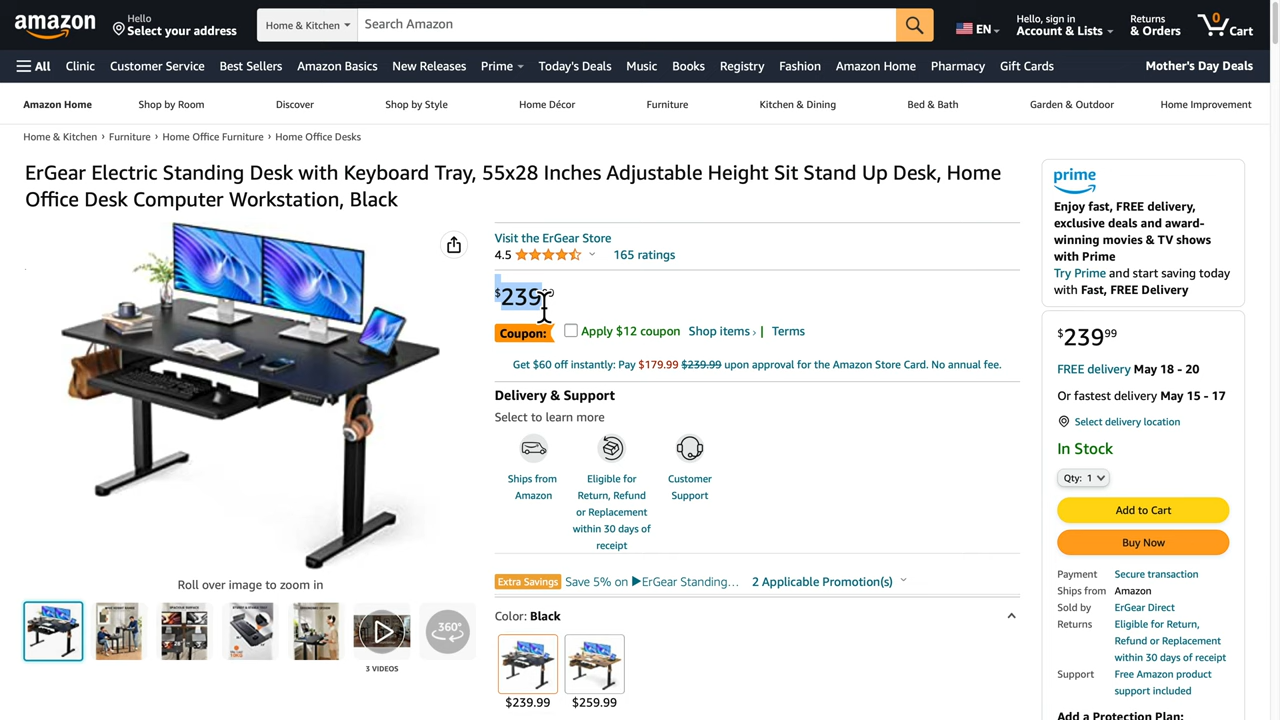 amazon
Hello
Select your address
Home & Kitchen
Search Amazon
EN
Hello, sign in
Account & Lists
Returns
& Orders
0
Cart
All
Clinic
Customer Service
Best Sellers
Amazon Basics
New Releases
Prime
Today's Deals
Music
Books
Registry
Fashion
Amazon Home
Pharmacy
Gift Cards
Mother's Day Deals
Amazon Home
Shop by Room
Discover
Shop by Style
Home Décor
Furniture
Kitchen & Dining
Bed & Bath
Garden & Outdoor
Home Improvement
Home & Kitchen › Furniture › Home Office Furniture › Home Office Desks
ErGear Electric Standing Desk with Keyboard Tray, 55x28 Inches Adjustable Height Sit Stand Up Desk, Home
Office Desk Computer Workstation, Black
Roll over image to zoom in
360°
3 VIDEOS
Visit the ErGear Store
4.5
165 ratings
$239
Coupon:
Apply $12 coupon
Shop items ›
|
Terms
Get $60 off instantly: Pay $179.99 $239.99 upon approval for the Amazon Store Card. No annual fee.
Delivery & Support
Select to learn more
Ships from
Amazon
Eligible for
Return, Refund
or Replacement
within 30 days of
receipt
Customer
Support
Extra Savings
Save 5% on ▶ErGear Standing…
2 Applicable Promotion(s)
Color: Black
$239.99
$259.99
prime
Enjoy fast, FREE delivery,
exclusive deals and award-
winning movies & TV shows
with Prime
Try Prime and start saving today
with Fast, FREE Delivery
$239.99
FREE delivery May 18 - 20
Or fastest delivery May 15 - 17
Select delivery location
In Stock
Qty: 1
Add to Cart
Buy Now
Payment
Secure transaction
Ships from
Amazon
Sold by
ErGear Direct
Returns
Eligible for Return,
Refund or Replacement
within 30 days of receipt
Support
Free Amazon product
support included
Add a Protection Plan: